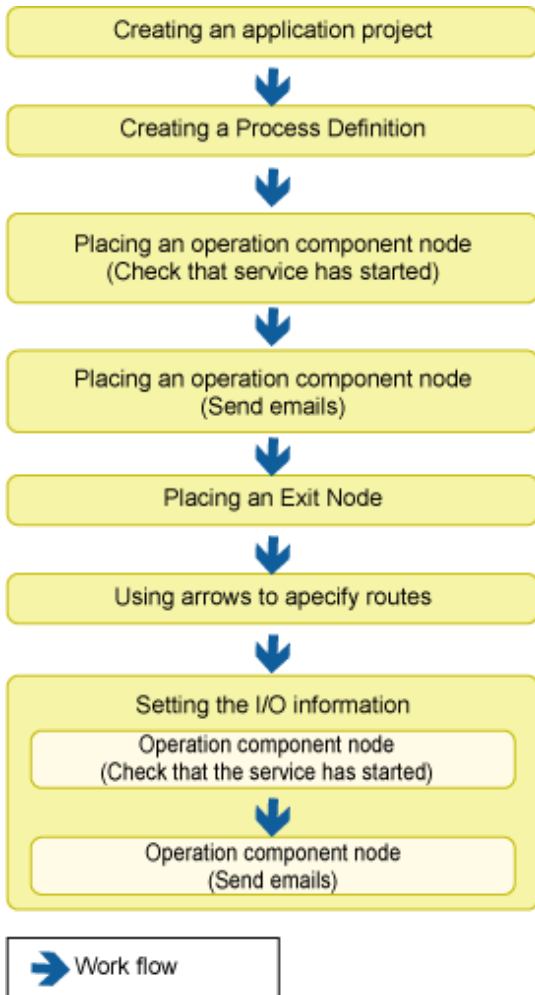 Creating an application project
Creating a Process Definition
Placing an operation component node
(Check that service has started)
Placing an operation component node
(Send emails)
Placing an Exit Node
Using arrows to apecify routes
Setting the I/O information
Operation component node
(Check that the service has started)
Operation component node
(Send emails)
Work flow